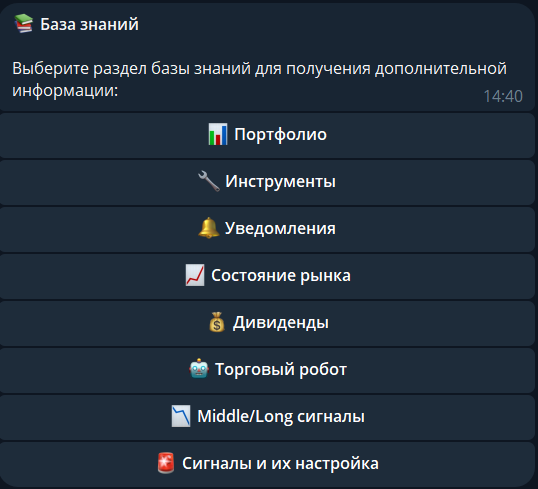 📚 База знаний
Выберите раздел базы знаний для получения дополнительной
информации:
14:40
📊 Портфолио
🔧 Инструменты
🔔 Уведомления
📈 Состояние рынка
💰 Дивиденды
🤖 Торговый робот
📉 Middle/Long сигналы
🚨 Сигналы и их настройка